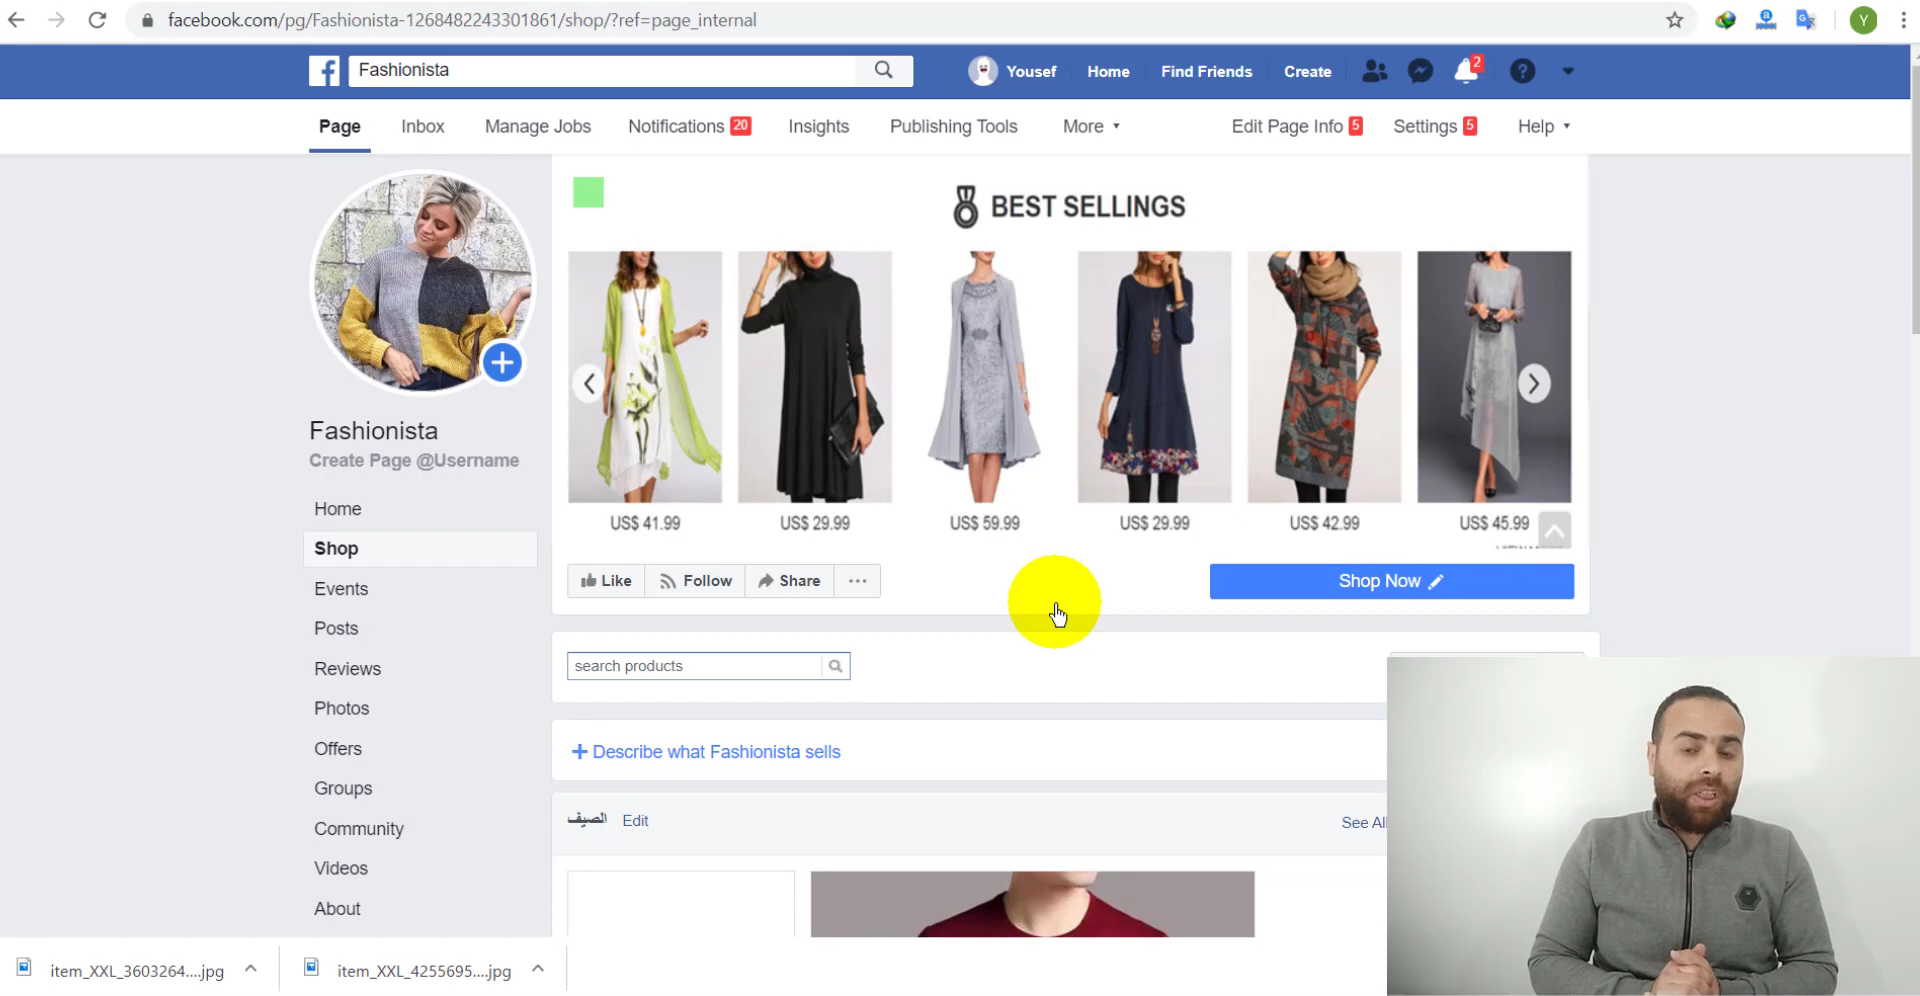 facebook.com/pg/Fashionista-1268482243301861/shop/?ref=page_internal
Y
Fashionista
Yousef Home Find Friends Create 2
Page Inbox Manage Jobs Notifications 20 Insights Publishing Tools More Edit Page Info 5 Settings 5 Help
BEST SELLINGS
US$ 41.99 US$ 29.99 US$ 59.99 US$ 29.99 US$ 42.99 US$ 45.99
Fashionista
Create Page @Username
Home
Shop
Events
Posts
Reviews
Photos
Offers
Groups
Community
Videos
About
Like Follow Share ... Shop Now
search products
+ Describe what Fashionista sells
الصيف Edit See All
item_XXL_3603264....jpg item_XXL_4255695....jpg